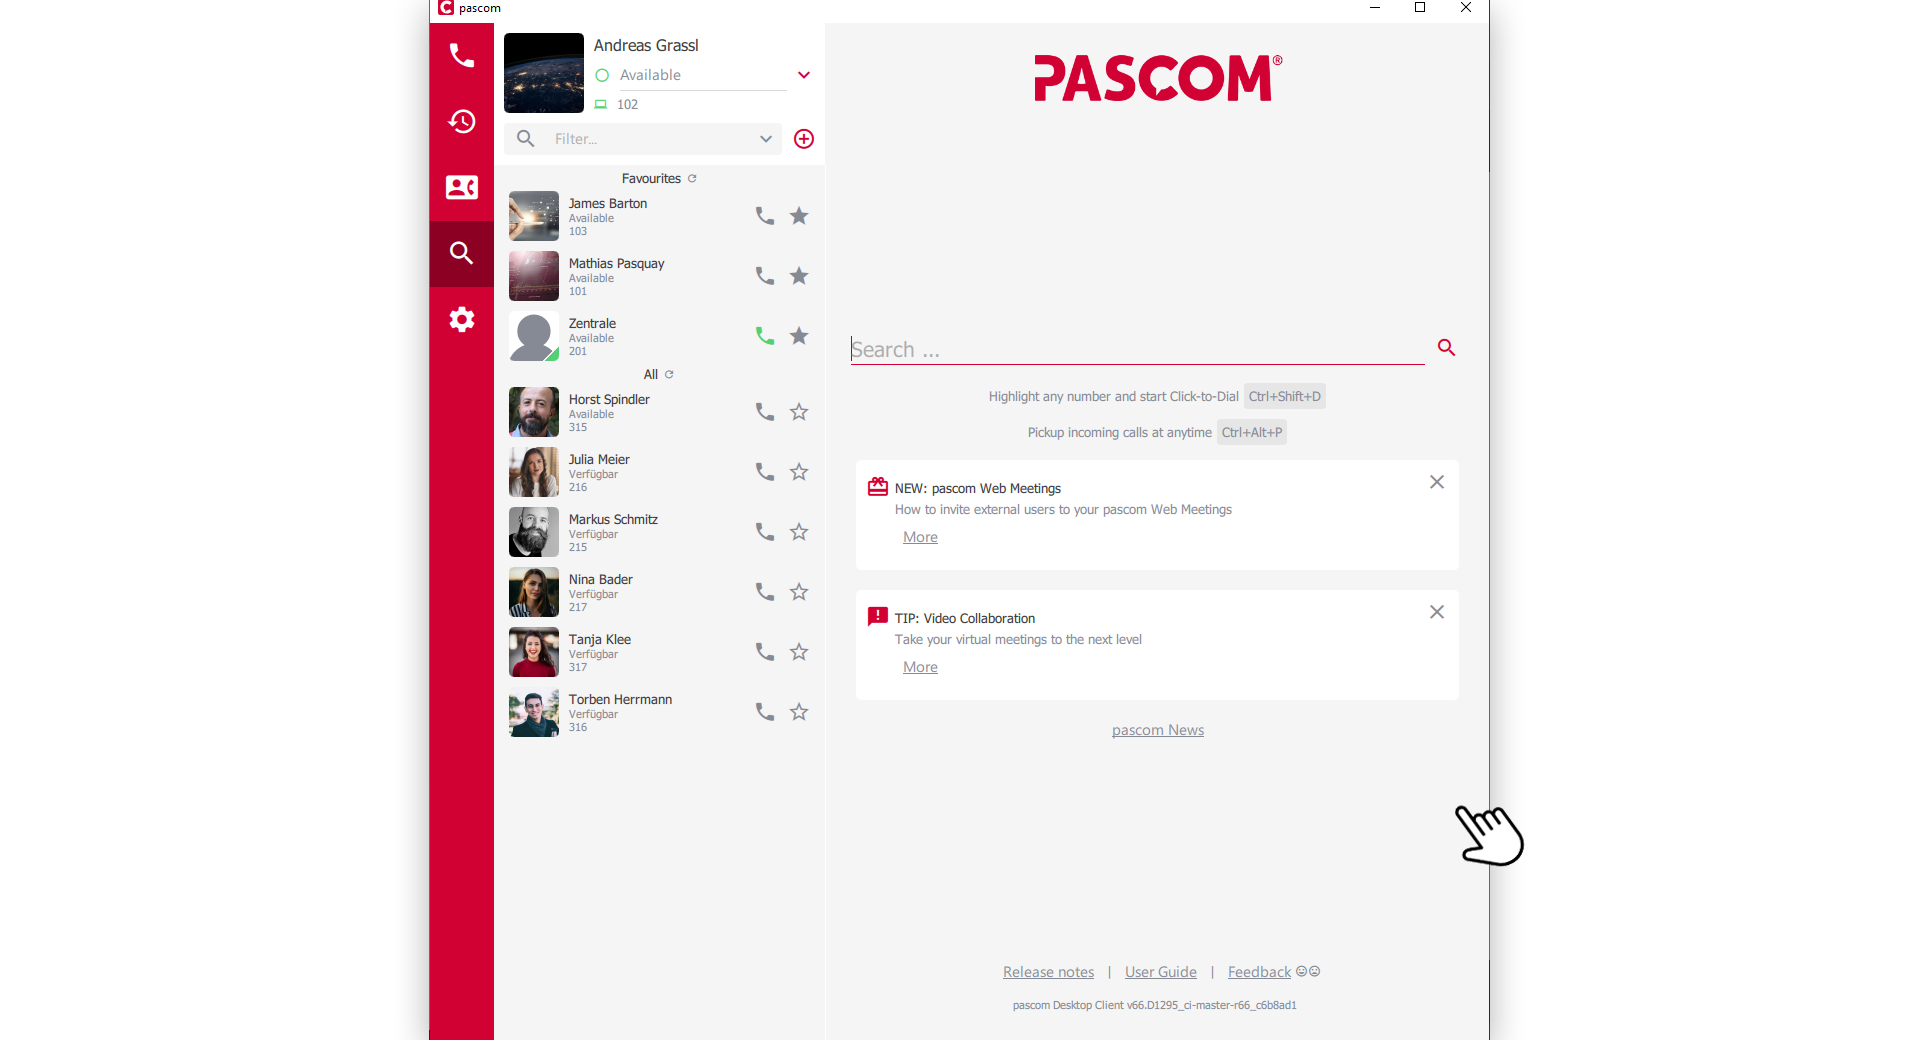 pascom
Andreas Grassl
Available
102
Filter...
Favourites
James Barton
Available
103
Mathias Pasquay
Available
101
Zentrale
Available
201
All
Horst Spindler
Available
315
Julia Meier
Verfügbar
216
Markus Schmitz
Verfügbar
215
Nina Bader
Verfügbar
217
Tanja Klee
Verfügbar
317
Torben Herrmann
Verfügbar
316
PASCOM®
Search ...
Highlight any number and start Click-to-Dial Ctrl+Shift+D
Pickup incoming calls at anytime Ctrl+Alt+P
NEW: pascom Web Meetings
How to invite external users to your pascom Web Meetings
More
TIP: Video Collaboration
Take your virtual meetings to the next level
More
pascom News
Release notes | User Guide | Feedback
pascom Desktop Client v66.D1295_ci-master-r66_c6b8ad1